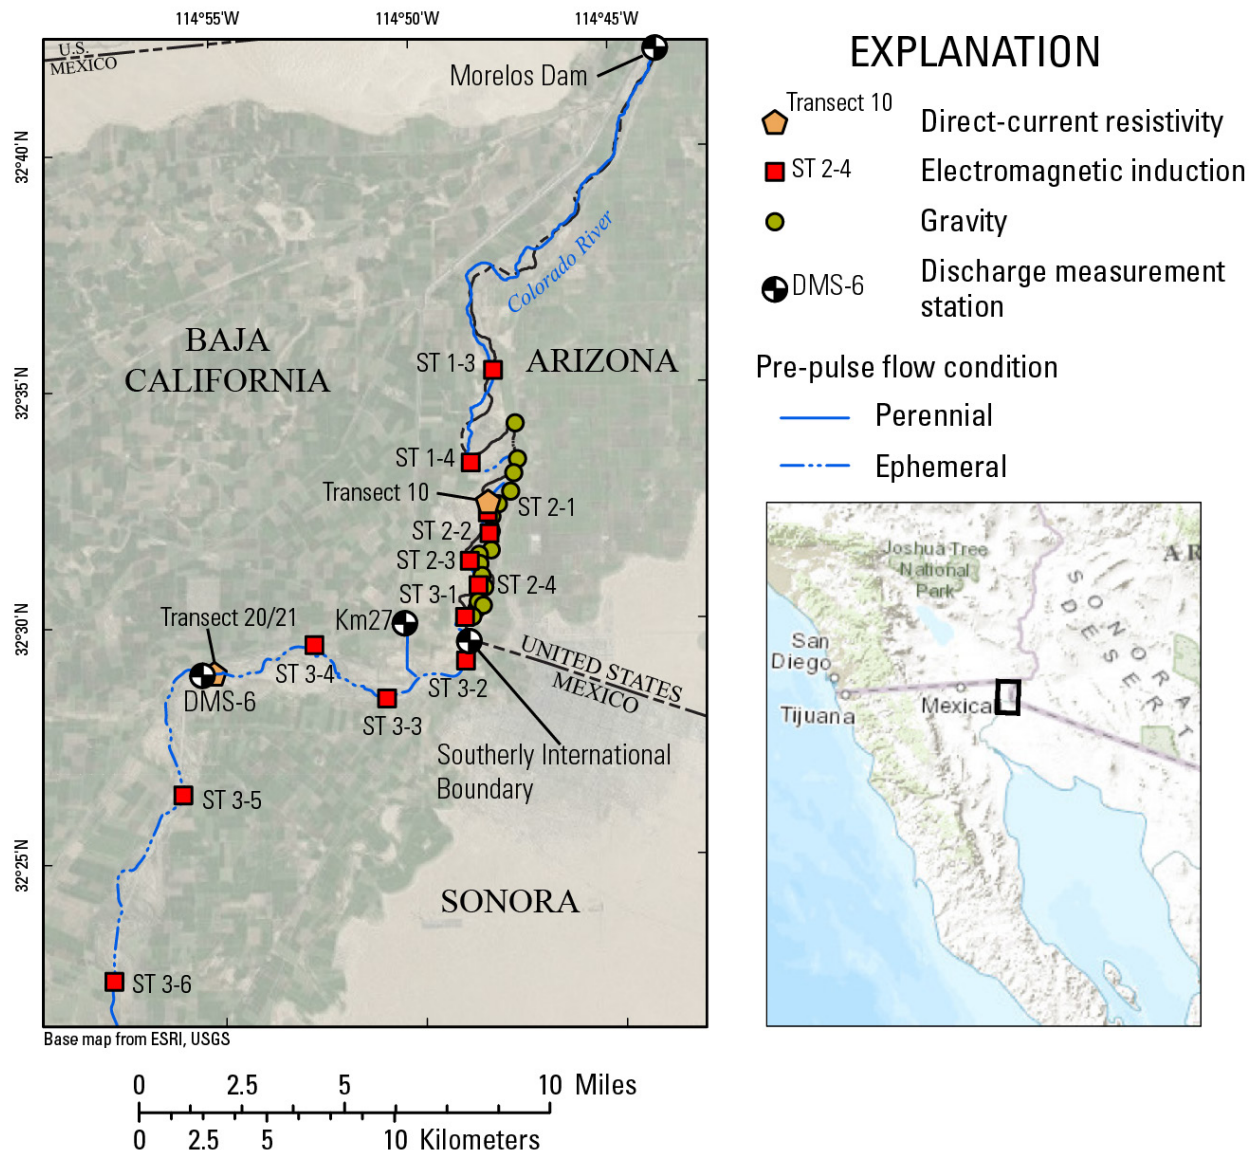 114°55'W
114°50'W
114°45'W
32°40'N
32°35'N
32°30'N
32°25'N
U.S.
MEXICO
Morelos Dam
Colorado River
BAJA
CALIFORNIA
ARIZONA
ST 1-3
ST 1-4
Transect 10
ST 2-1
ST 2-2
ST 2-3
ST 2-4
ST 3-1
Transect 20/21
Km27
UNITED STATES
MEXICO
ST 3-4
ST 3-2
DMS-6
ST 3-3
Southerly International
Boundary
ST 3-5
SONORA
ST 3-6
Base map from ESRI, USGS
0 2.5 5 10 Miles
0 2.5 5 10 Kilometers
EXPLANATION
Transect 10
Direct-current resistivity
ST 2-4
Electromagnetic induction
Gravity
DMS-6
Discharge measurement
station
Pre-pulse flow condition
Perennial
Ephemeral
Joshua Tree
National
Park
A R
S O N O R A
D E S E R T
San
Diego
Tijuana
Mexical